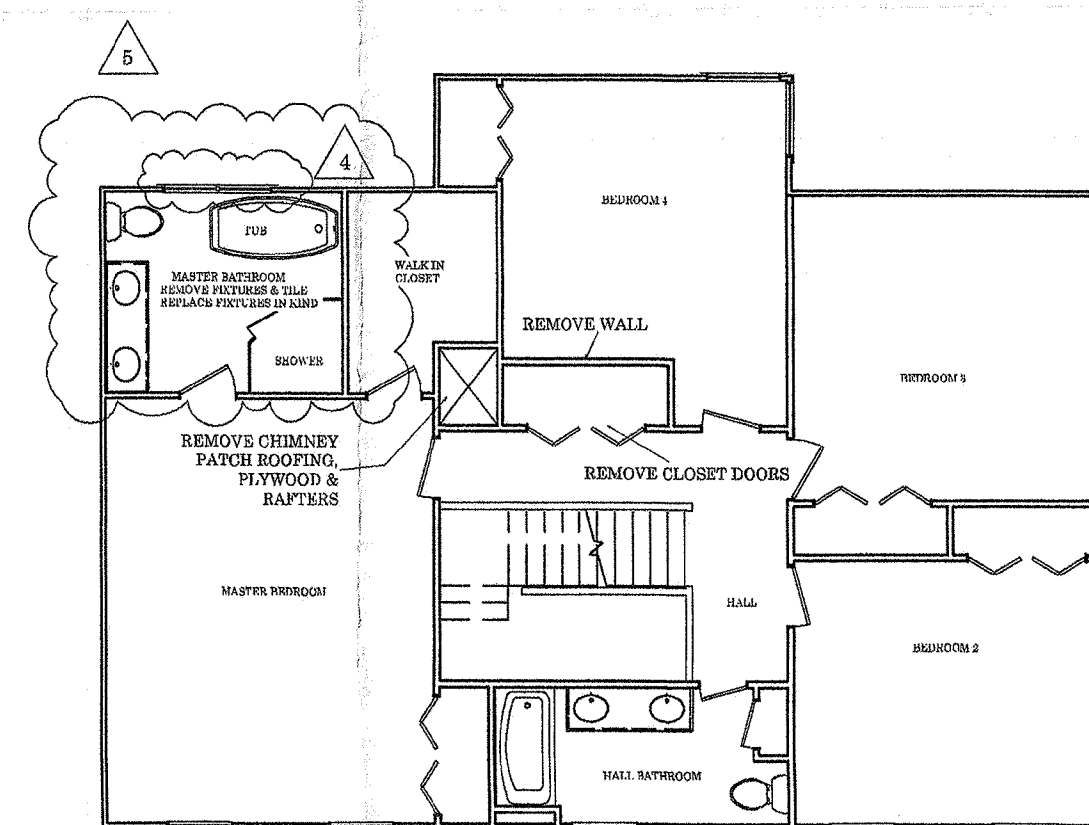 5
4
BEDROOM 4
TUB
WALK IN
CLOSET
MASTER BATHROOM
REMOVE FIXTURES & TILE
REPLACE FIXTURES IN KIND
SHOWER
REMOVE WALL
BEDROOM 3
REMOVE CHIMNEY
PATCH ROOFING,
PLYWOOD &
RAFTERS
REMOVE CLOSET DOORS
MASTER BEDROOM
HALL
BEDROOM 2
HALL BATHROOM